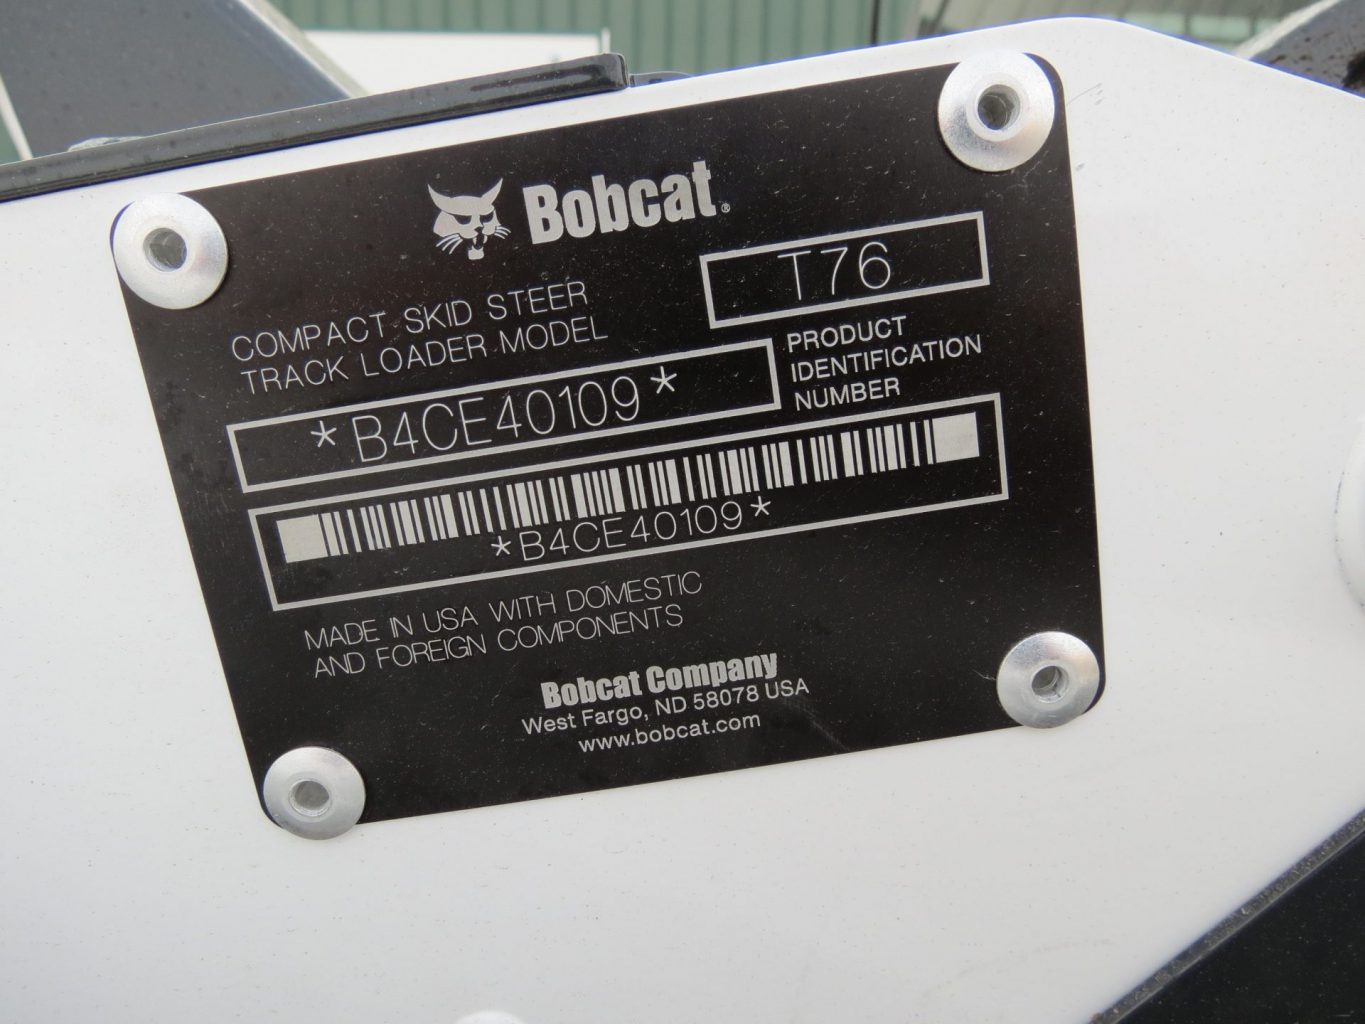 Bobcat®
COMPACT SKID STEER
TRACK LOADER MODEL
T76
*B4CE40109*
PRODUCT
IDENTIFICATION
NUMBER
*B4CE40109*
MADE IN USA WITH DOMESTIC
AND FOREIGN COMPONENTS
Bobcat Company
West Fargo, ND 58078 USA
www.bobcat.com